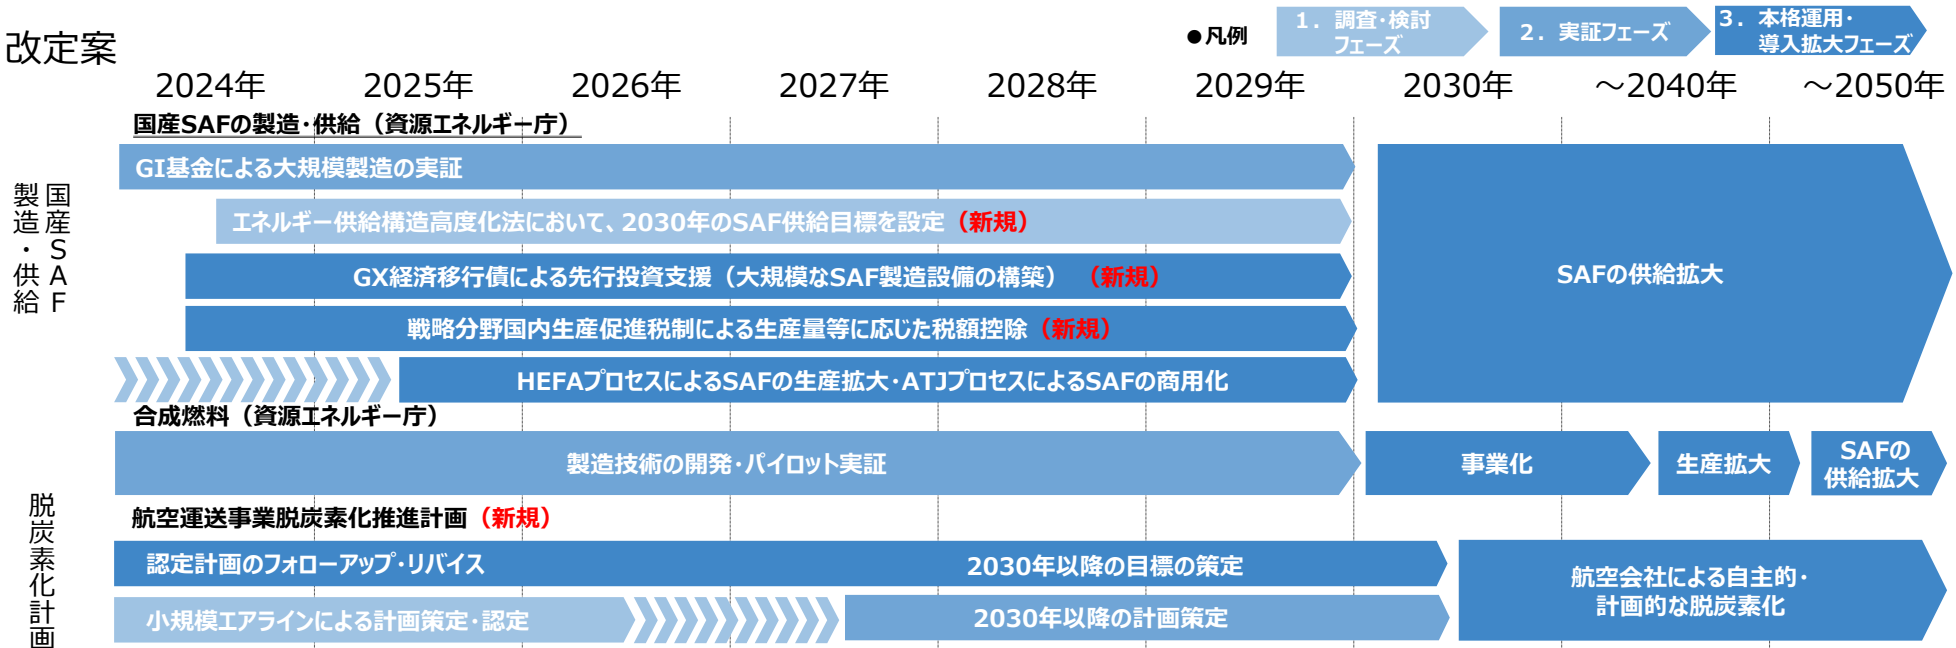 改定案
●凡例
1．調査・検討
フェーズ
2．実証フェーズ
3．本格運用・
導入拡大フェーズ
2024年 2025年 2026年 2027年 2028年 2029年 2030年 ～2040年 ～2050年
国産SAFの製造・供給（資源エネルギー庁）
国産SAF
製造・供給
GI基金による大規模製造の実証
エネルギー供給構造高度化法において、2030年のSAF供給目標を設定（新規）
GX経済移行債による先行投資支援（大規模なSAF製造設備の構築）（新規）
戦略分野国内生産促進税制による生産量等に応じた税額控除（新規）
HEFAプロセスによるSAFの生産拡大・ATJプロセスによるSAFの商用化
SAFの供給拡大
合成燃料（資源エネルギー庁）
製造技術の開発・パイロット実証
事業化
生産拡大
SAFの
供給拡大
脱炭素化計画
航空運送事業脱炭素化推進計画（新規）
認定計画のフォローアップ・リバイス
2030年以降の目標の策定
小規模エアラインによる計画策定・認定
2030年以降の計画策定
航空会社による自主的・
計画的な脱炭素化